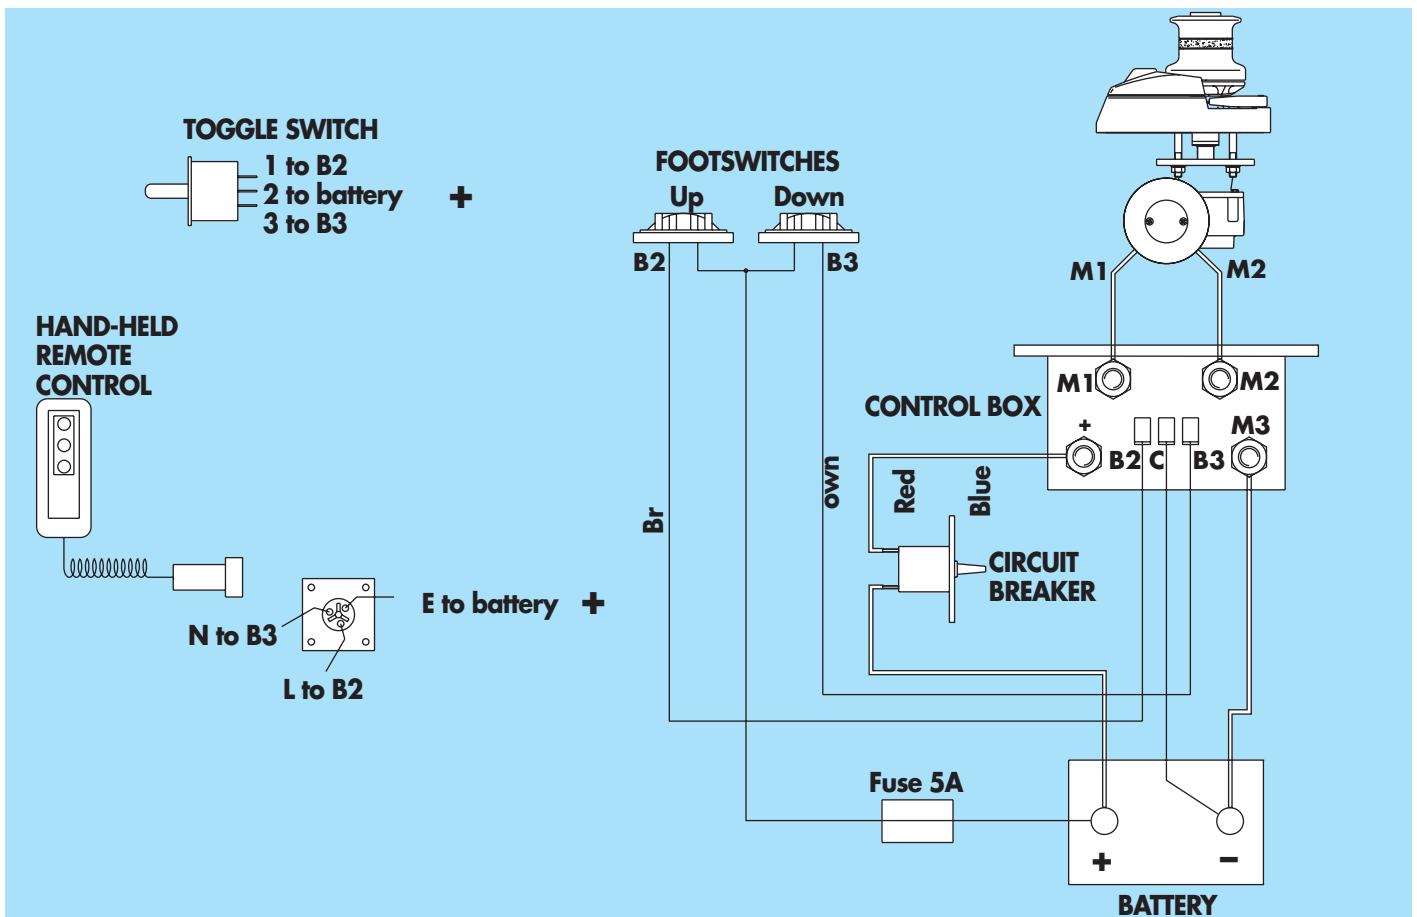 TOGGLE SWITCH
1 to B2
2 to battery +
3 to B3
FOOTSWITCHES
Up Down
B2 B3
M1 M2
HAND-HELD
REMOTE
CONTROL
CONTROL BOX
M1 M2
+ M3
B2 C B3
Br
own
Red
Blue
CIRCUIT
BREAKER
E to battery +
N to B3
L to B2
Fuse 5A
+ −
BATTERY